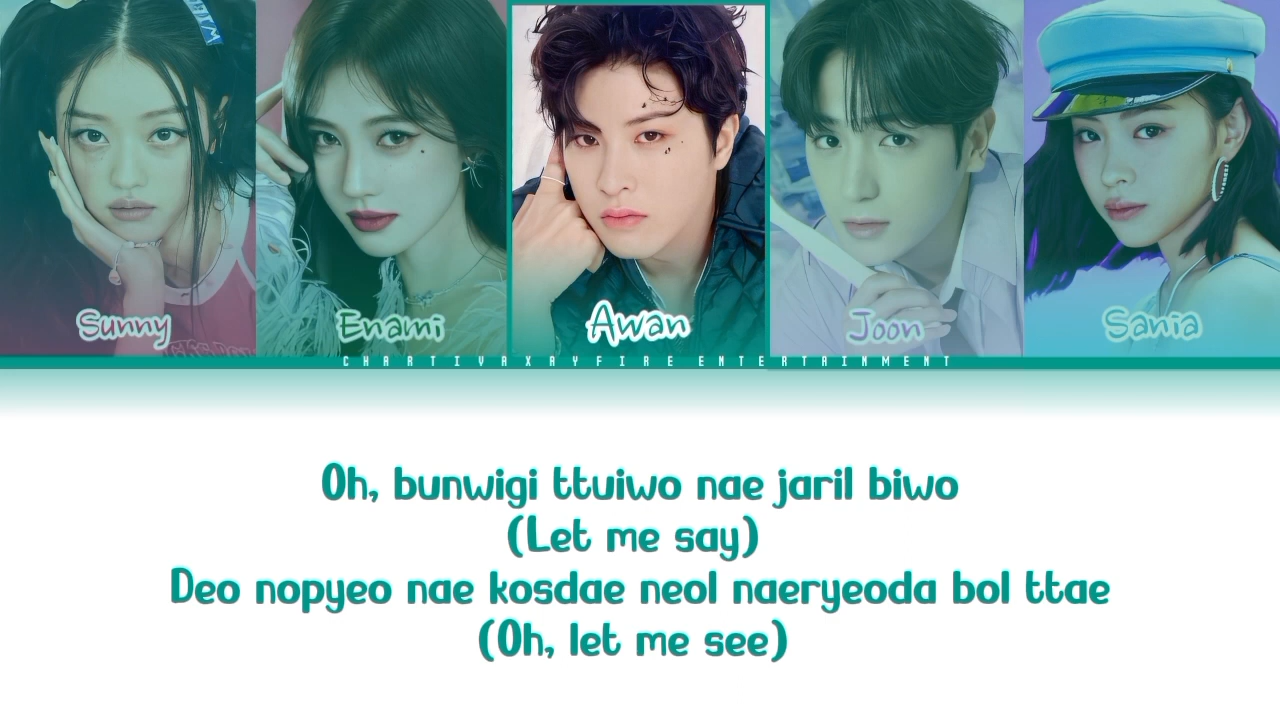 Sunny
Enami
Awan
Joon
Sania
CHARTIVAXRYFIRE ENTERTAINMENT
Oh, bunwigi ttuiwo nae jaril biwo
(Let me say)
Deo nopyeo nae kosdae neol naeryeoda bol ttae
(Oh, let me see)